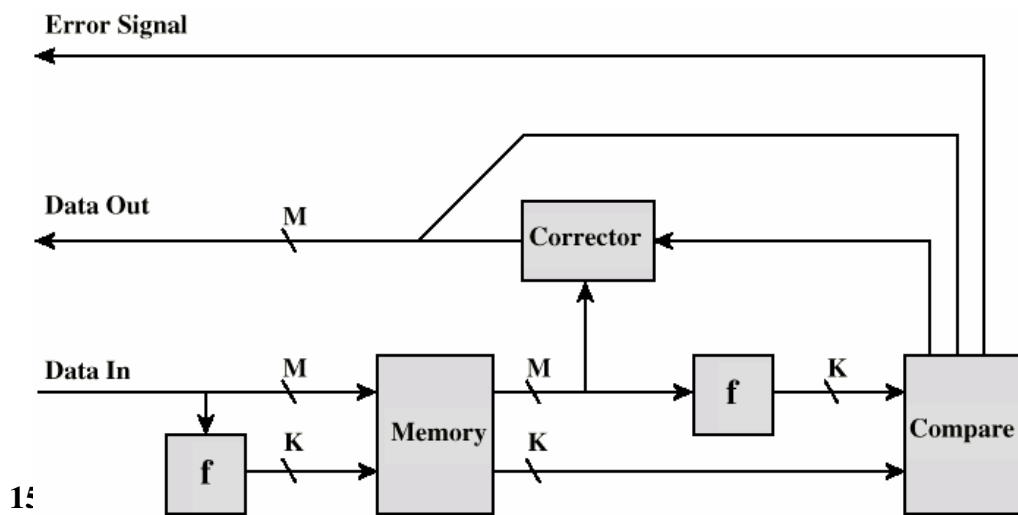 Error Signal
Data Out
M
Corrector
Data In
M
M
K
f
Memory
Compare
K
K
f